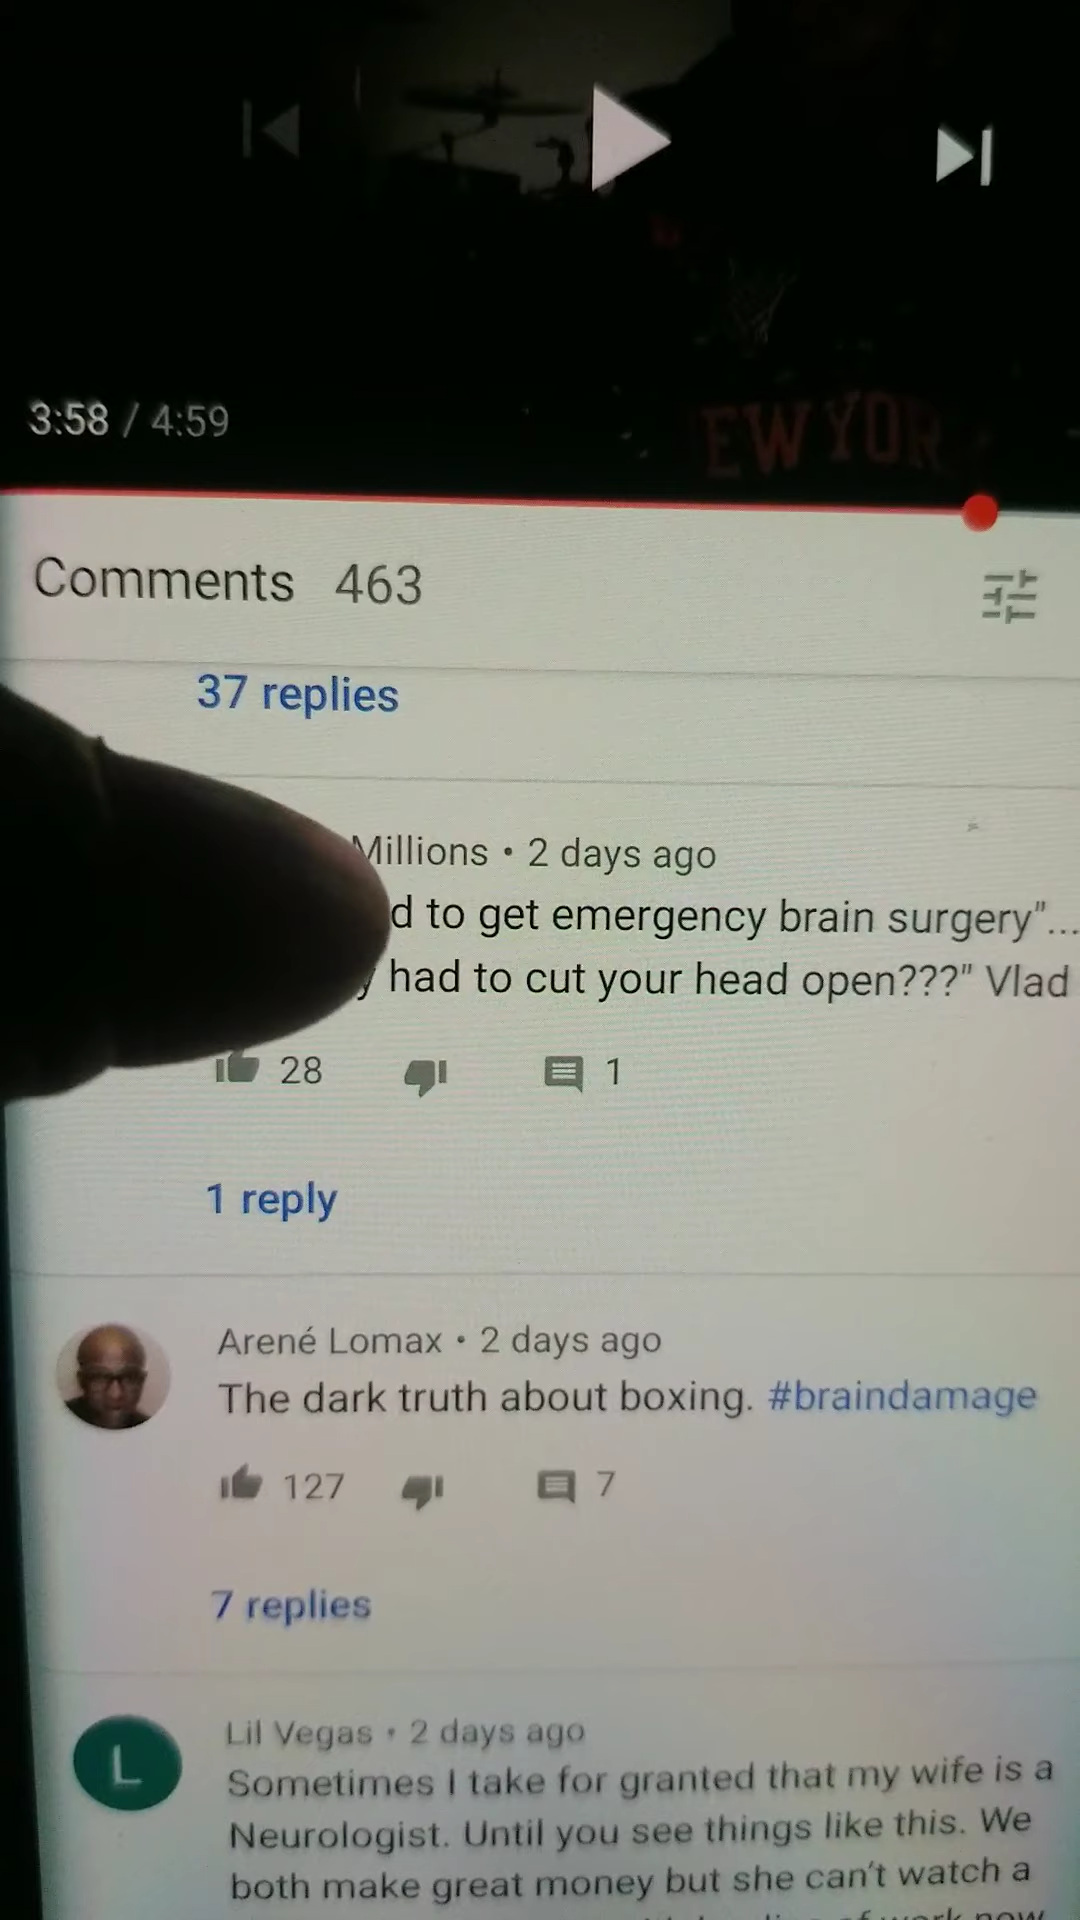 EW YOR
3:58 / 4:59
Comments 463
37 replies
Millions • 2 days ago
d to get emergency brain surgery"...
y had to cut your head open???" Vlad
28 1
1 reply
Arené Lomax • 2 days ago
The dark truth about boxing. #braindamage
127 7
7 replies
L
Lil Vegas • 2 days ago
Sometimes I take for granted that my wife is a
Neurologist. Until you see things like this. We
both make great money but she can't watch a